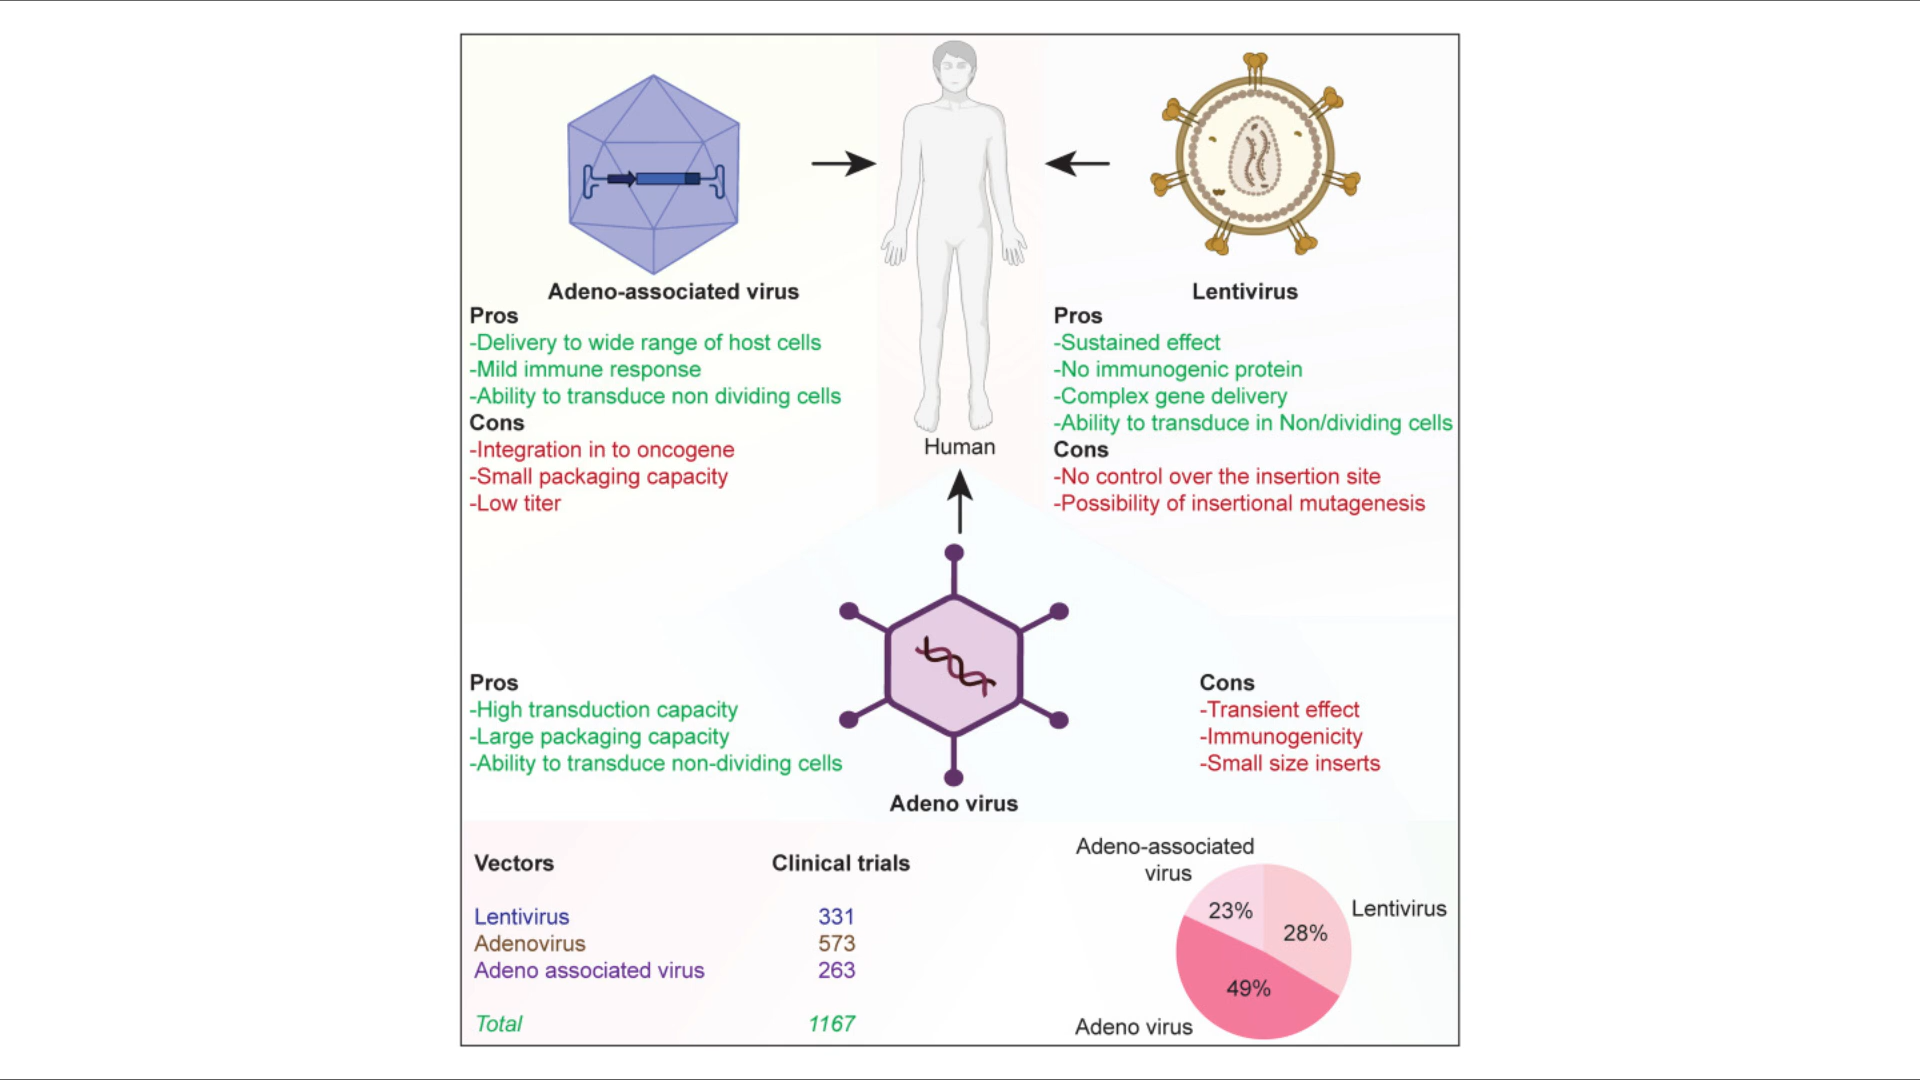 Adeno-associated virus
Pros
-Delivery to wide range of host cells
-Mild immune response
-Ability to transduce non dividing cells
Cons
-Integration in to oncogene
-Small packaging capacity
-Low titer
Human
Lentivirus
Pros
-Sustained effect
-No immunogenic protein
-Complex gene delivery
-Ability to transduce in Non/dividing cells
Cons
-No control over the insertion site
-Possibility of insertional mutagenesis
Pros
-High transduction capacity
-Large packaging capacity
-Ability to transduce non-dividing cells
Adeno virus
Cons
-Transient effect
-Immunogenicity
-Small size inserts
Vectors Clinical trials
Lentivirus 331
Adenovirus 573
Adeno associated virus 263
Total 1167
Adeno-associated
virus
23%
Lentivirus
28%
49%
Adeno virus